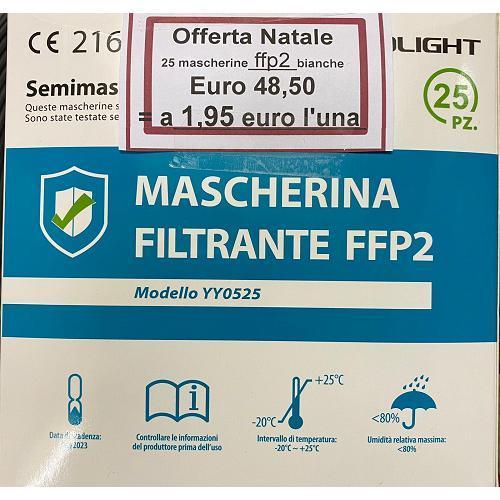 CE 216
Offerta Natale
25 mascherine ffp2 bianche
Euro 48,50
= a 1,95 euro l'una
LIGHT
Semimas
Queste mascherine s
Sono state testate se
25
PZ.
MASCHERINA
FILTRANTE FFP2
Modello YY0525
+25°C
-20°C
<80%
Data di scadenza:
2023
Controllare le informazioni
del produttore prima dell'uso
Intervallo di temperatura:
-20°C ~ +25°C
Umidità relativa massima:
<80%